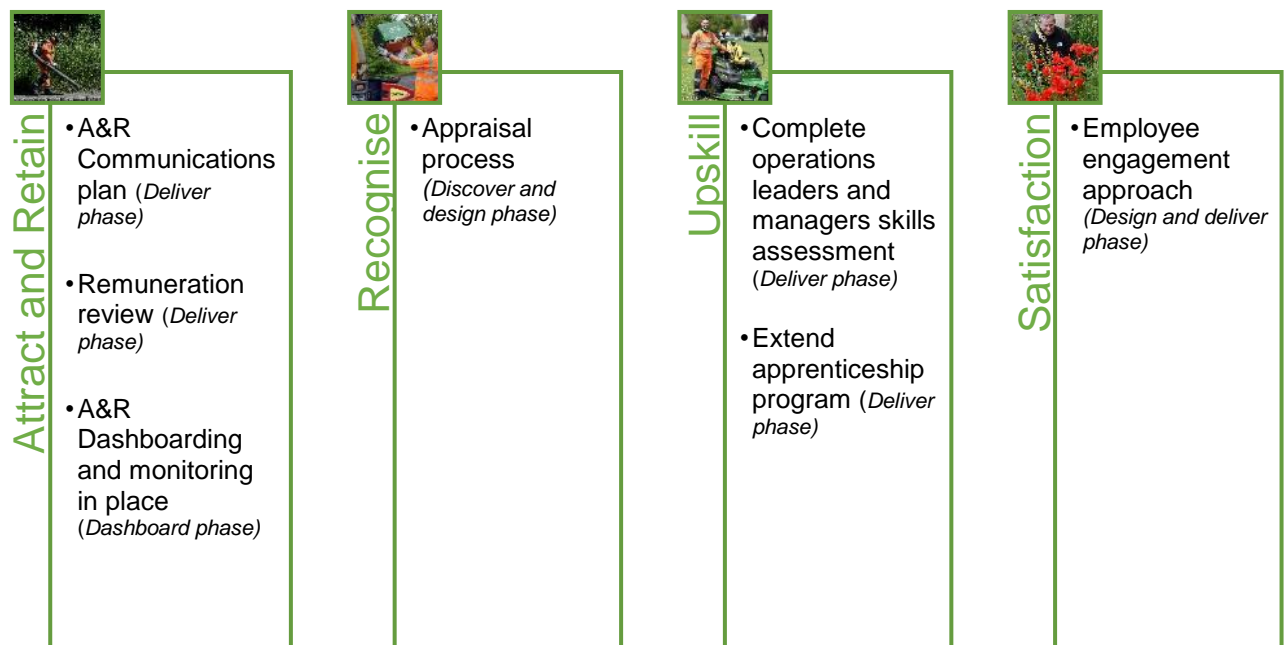 Attract and Retain
•A&R
Communications
plan (Deliver
phase)
•Remuneration
review (Deliver
phase)
•A&R
Dashboarding
and monitoring
in place
(Dashboard phase)
Recognise
•Appraisal
process
(Discover and
design phase)
Upskill
•Complete
operations
leaders and
managers skills
assessment
(Deliver phase)
•Extend
apprenticeship
program (Deliver
phase)
Satisfaction
•Employee
engagement
approach
(Design and deliver
phase)